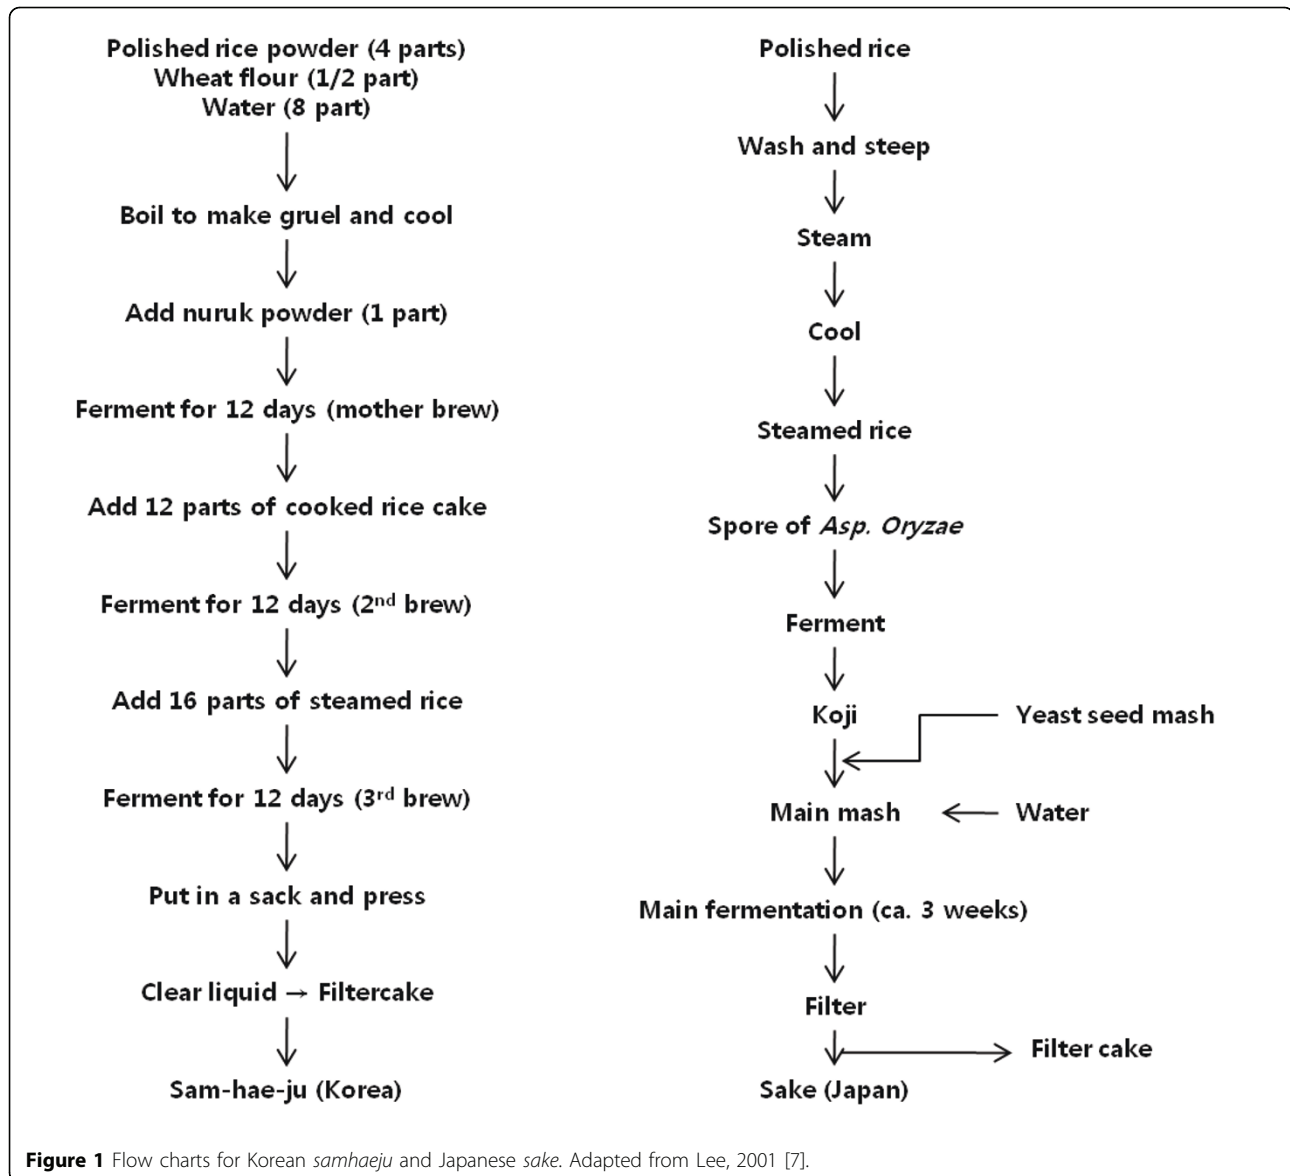 Polished rice powder (4 parts)
Wheat flour (1/2 part)
Water (8 part)
Boil to make gruel and cool
Add nuruk powder (1 part)
Ferment for 12 days (mother brew)
Add 12 parts of cooked rice cake
Ferment for 12 days (2nd brew)
Add 16 parts of steamed rice
Ferment for 12 days (3rd brew)
Put in a sack and press
Clear liquid → Filtercake
Sam-hae-ju (Korea)
Polished rice
Wash and steep
Steam
Cool
Steamed rice
Spore of Asp. Oryzae
Ferment
Koji
Yeast seed mash
Main mash
Water
Main fermentation (ca. 3 weeks)
Filter
Filter cake
Sake (Japan)
Figure 1 Flow charts for Korean samhaeju and Japanese sake. Adapted from Lee, 2001 [7].